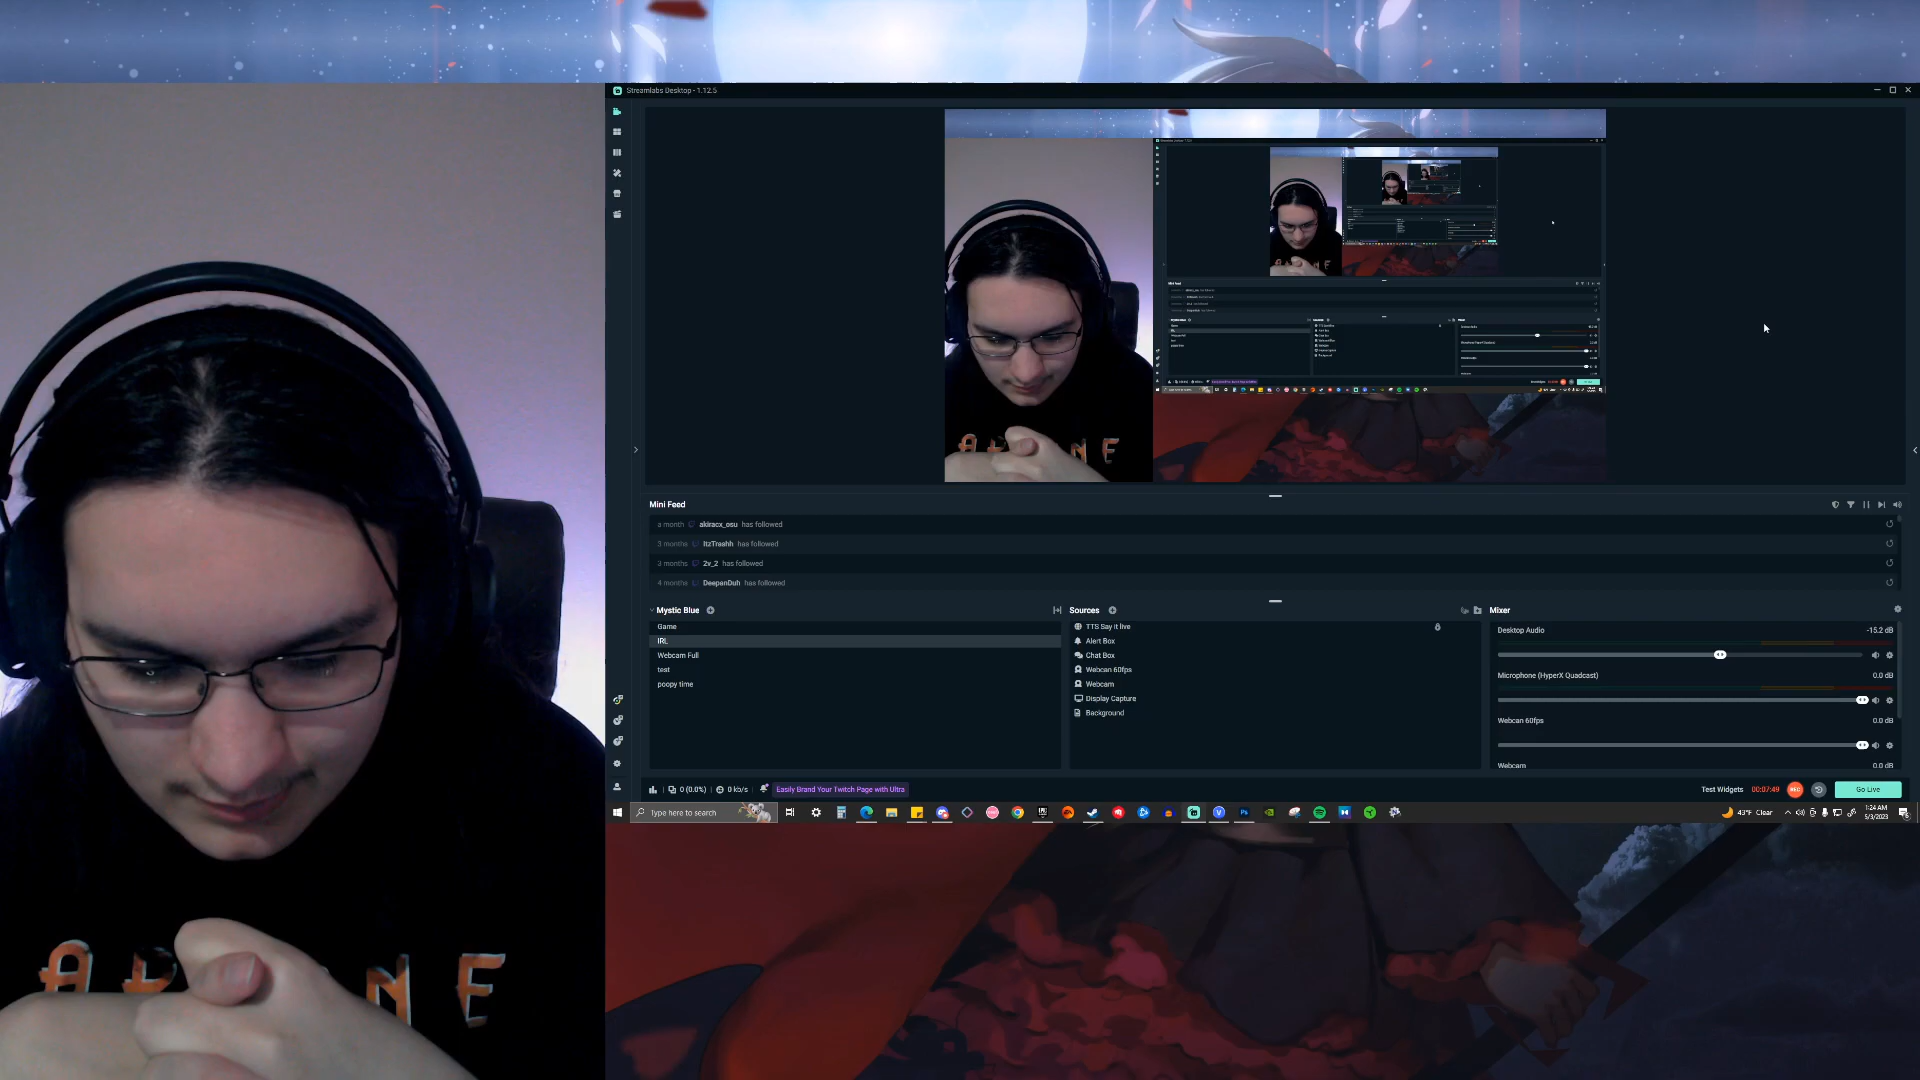 Streamlabs Desktop - 1.12.5
Mini Feed
a month akiracx_osu has followed
3 months ItzTrashh has followed
3 months 2v_2 has followed
4 months DeepanDuh has followed
Mystic Blue
Game
IRL
Webcam Full
test
poopy time
Sources
TTS Say it live
Alert Box
Chat Box
Webcan 60fps
Webcam
Display Capture
Background
Mixer
Desktop Audio -15.2 dB
Microphone (HyperX Quadcast) 0.0 dB
Webcan 60fps 0.0 dB
Webcam 0.0 dB
0 (0.0%) 0 kb/s Easily Brand Your Twitch Page with Ultra
Test Widgets 00:07:49 REC Go Live
Type here to search
43°F Clear
1:24 AM
5/3/2023